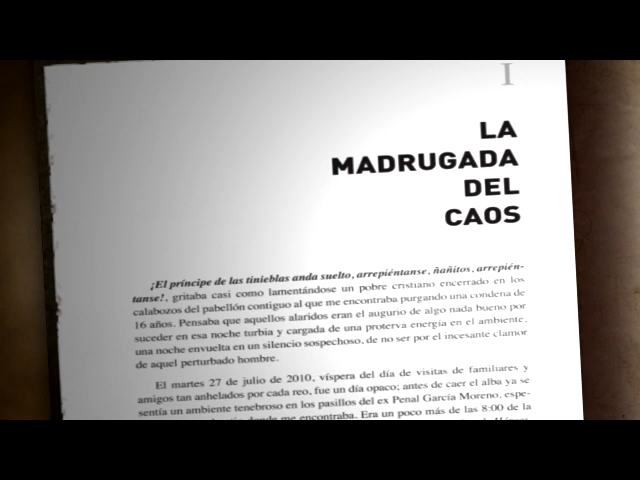 I
LA
MADRUGADA
DEL
CAOS
¡El príncipe de las tinieblas anda suelto, arrepiéntanse, ñañitos, arrepién-
tanse!, gritaba casi como lamentándose un pobre cristiano encerrado en los
calabozos del pabellón contiguo al que me encontraba purgando una condena de
16 años. Pensaba que aquellos alaridos eran el augurio de algo nada bueno por
suceder en esa noche turbia y cargada de una proterva energía en el ambiente,
una noche envuelta en un silencio sospechoso, de no ser por el incesante clamor
de aquel perturbado hombre.
El martes 27 de julio de 2010, víspera del día de visitas de familiares y
amigos tan anhelados por cada reo, fue un día opaco; antes de caer el alba ya se
sentía un ambiente tenebroso en los pasillos del ex Penal García Moreno, espe-
donde me encontraba. Era un poco más de las 8:00 de la